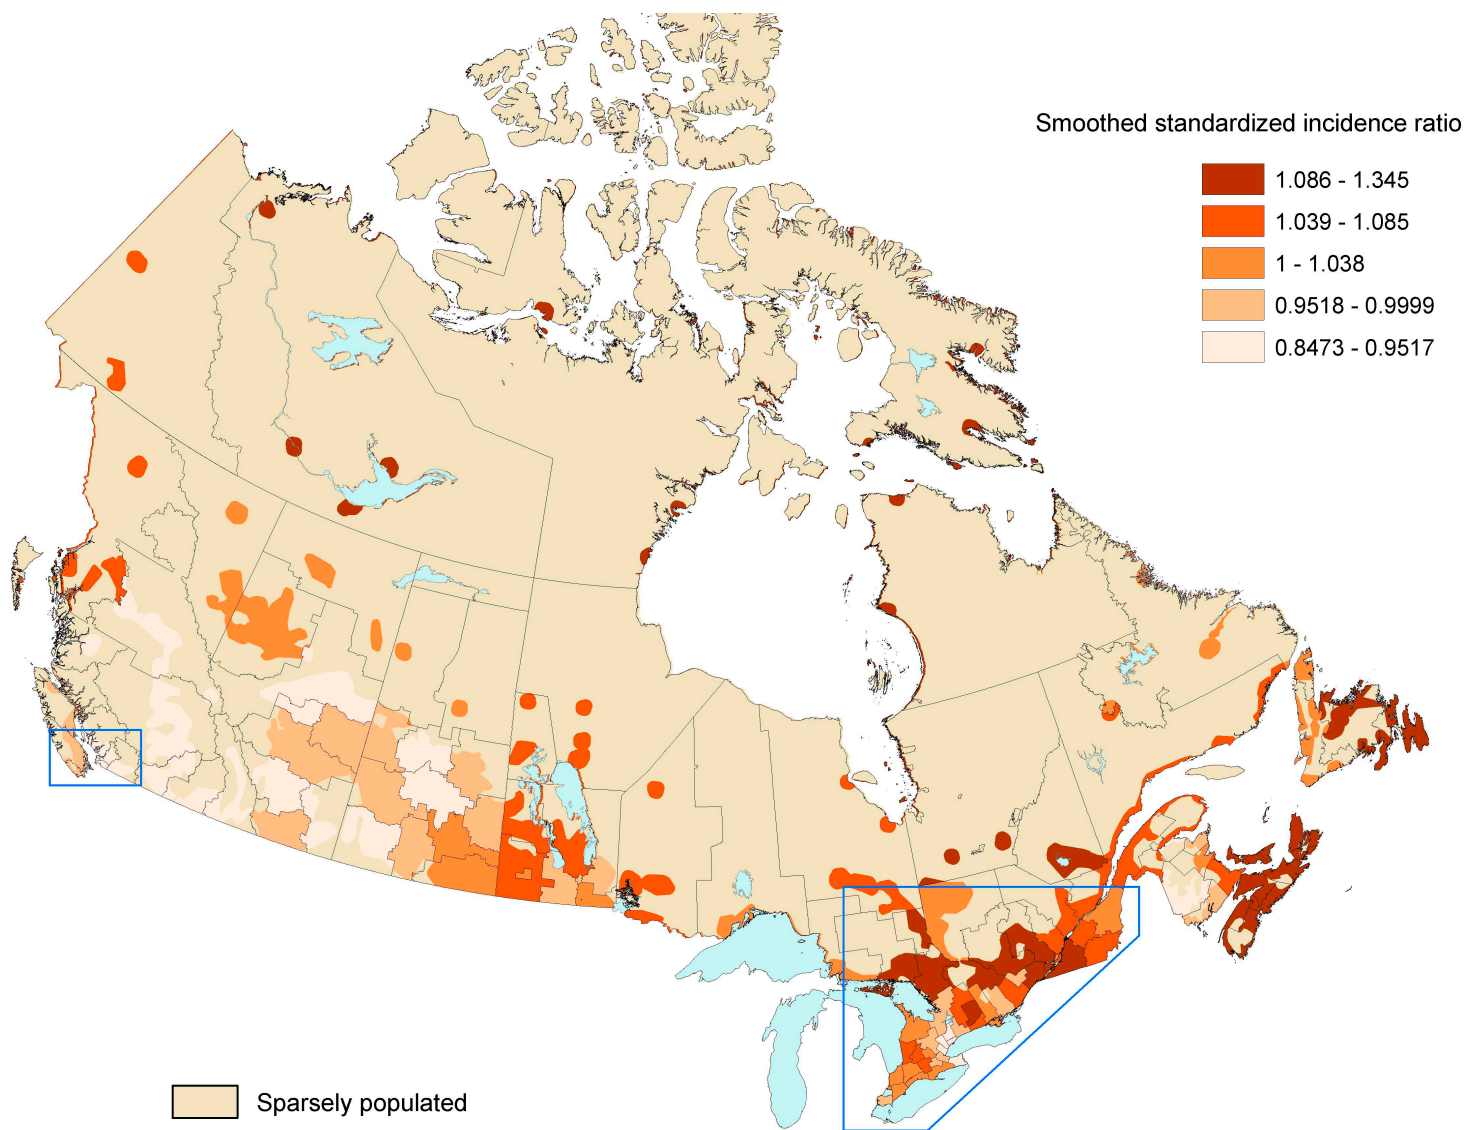 Smoothed standardized incidence ratio
1.086 - 1.345
1.039 - 1.085
1 - 1.038
0.9518 - 0.9999
0.8473 - 0.9517
Sparsely populated